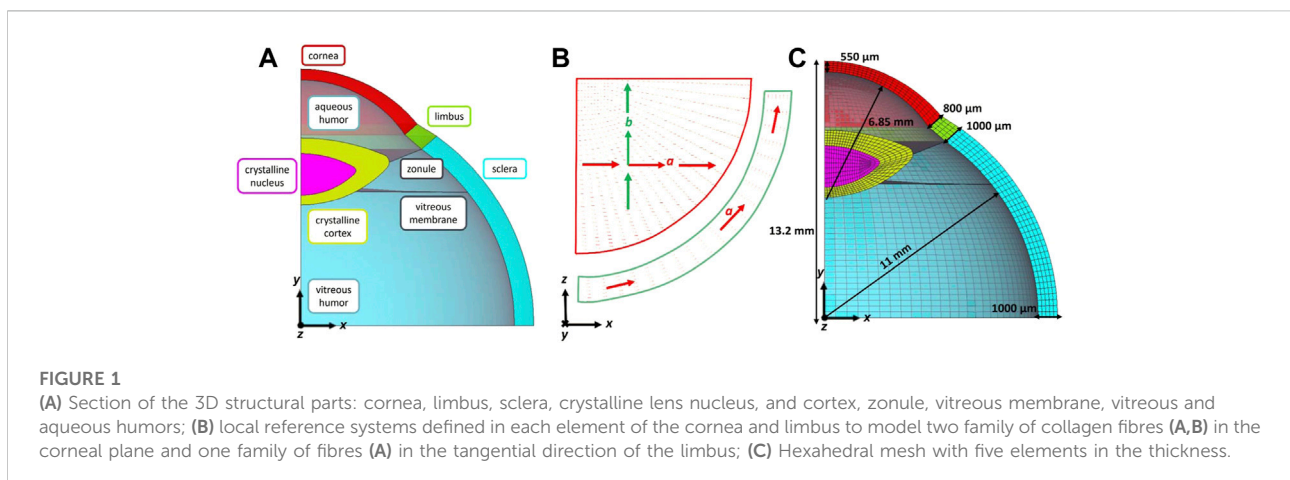 A
cornea
aqueous
humor
limbus
crystalline
nucleus
zonule
sclera
crystalline
cortex
vitreous
membrane
vitreous
humor
y
z
x
B
b
a
a
a
z
y
x
C
550 µm
800 µm
1000 µm
6.85 mm
13.2 mm
11 mm
1000 µm
y
z
x
FIGURE 1
(A) Section of the 3D structural parts: cornea, limbus, sclera, crystalline lens nucleus, and cortex, zonule, vitreous membrane, vitreous and
aqueous humors; (B) local reference systems defined in each element of the cornea and limbus to model two family of collagen fibres (A,B) in the
corneal plane and one family of fibres (A) in the tangential direction of the limbus; (C) Hexahedral mesh with five elements in the thickness.